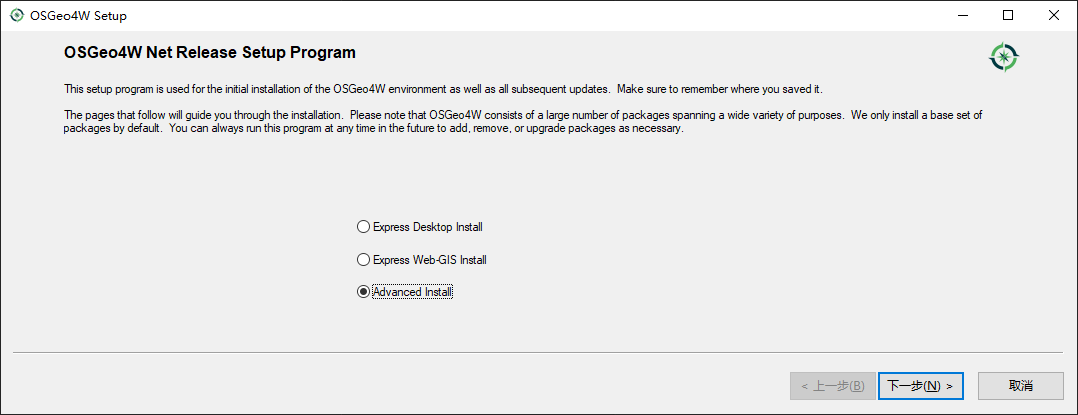 OSGeo4W Setup
OSGeo4W Net Release Setup Program
This setup program is used for the initial installation of the OSGeo4W environment as well as all subsequent updates.  Make sure to remember where you saved it.
The pages that follow will guide you through the installation.  Please note that OSGeo4W consists of a large number of packages spanning a wide variety of purposes.  We only install a base set of
packages by default.  You can always run this program at any time in the future to add, remove, or upgrade packages as necessary.
Express Desktop Install
Express Web-GIS Install
Advanced Install
< 上一步(B) 下一步(N) > 取消